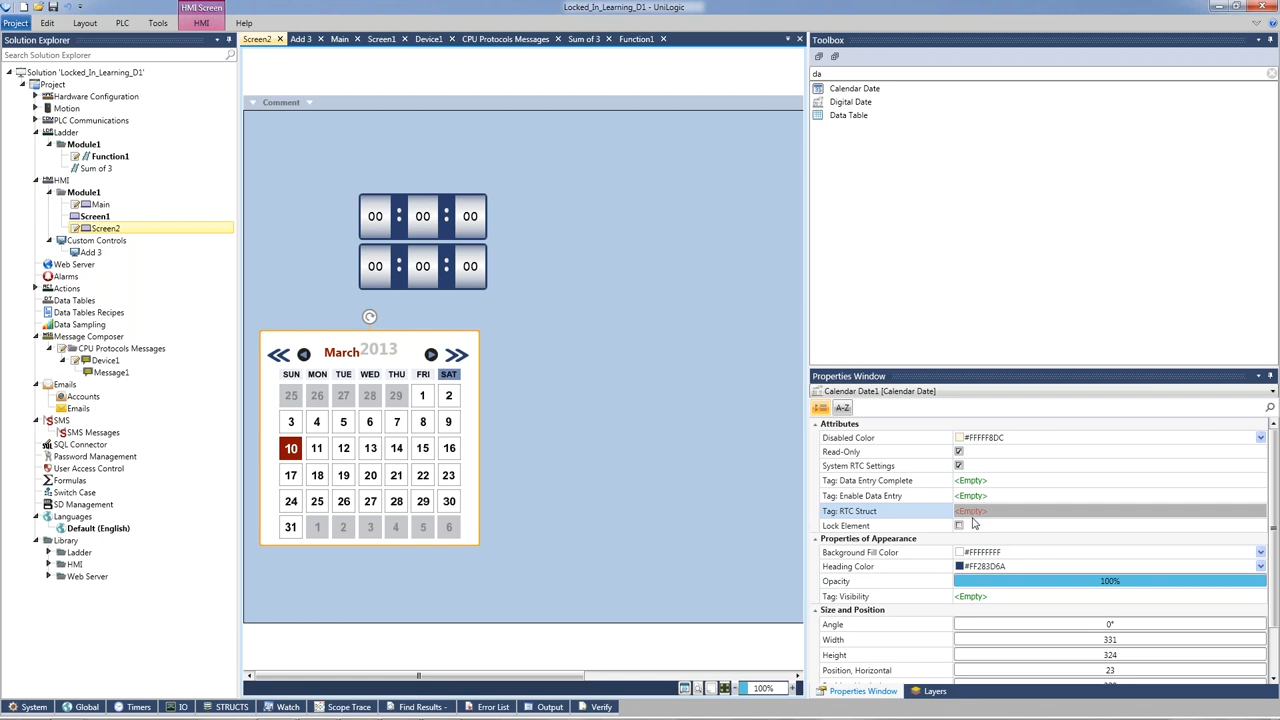 HMI Screen
Locked_In_Learning_D1* - UniLogic
Project Edit Layout PLC Tools HMI Help
Solution Explorer
Search Solution Explorer
Solution 'Locked_In_Learning_D1'
Project
Hardware Configuration
Motion
PLC Communications
Ladder
Module1
Function1
Sum of 3
HMI
Module1
Main
Screen1
Screen2
Custom Controls
Add 3
Web Server
Alarms
Actions
Data Tables
Data Tables Recipes
Data Sampling
Message Composer
CPU Protocols Messages
Device1
Message1
Emails
Accounts
Emails
SMS
SMS Messages
SQL Connector
Password Management
User Access Control
Formulas
Switch Case
SD Management
Languages
Default (English)
Library
Ladder
HMI
Web Server
Screen2 Add 3 Main Screen1 Device1 CPU Protocols Messages Sum of 3 Function1
Comment
00 : 00 : 00
00 : 00 : 00
March 2013
SUN MON TUE WED THU FRI SAT
25 26 27 28 29 1 2
3 4 5 6 7 8 9
10 11 12 13 14 15 16
17 18 19 20 21 22 23
24 25 26 27 28 29 30
31 1 2 3 4 5 6
100%
Toolbox
da
Calendar Date
Digital Date
Data Table
Properties Window
Calendar Date1 [Calendar Date]
A-Z
Attributes
Disabled Color #FFFFF8DC
Read-Only
System RTC Settings
Tag: Data Entry Complete <Empty>
Tag: Enable Data Entry <Empty>
Tag: RTC Struct <Empty>
Lock Element
Properties of Appearance
Background Fill Color #FFFFFFFF
Heading Color #FF283D6A
Opacity 100%
Tag: Visibility <Empty>
Size and Position
Angle 0°
Width 331
Height 324
Position, Horizontal 23
Properties Window Layers
System Global Timers IO STRUCTS Watch Scope Trace Find Results - Error List Output Verify